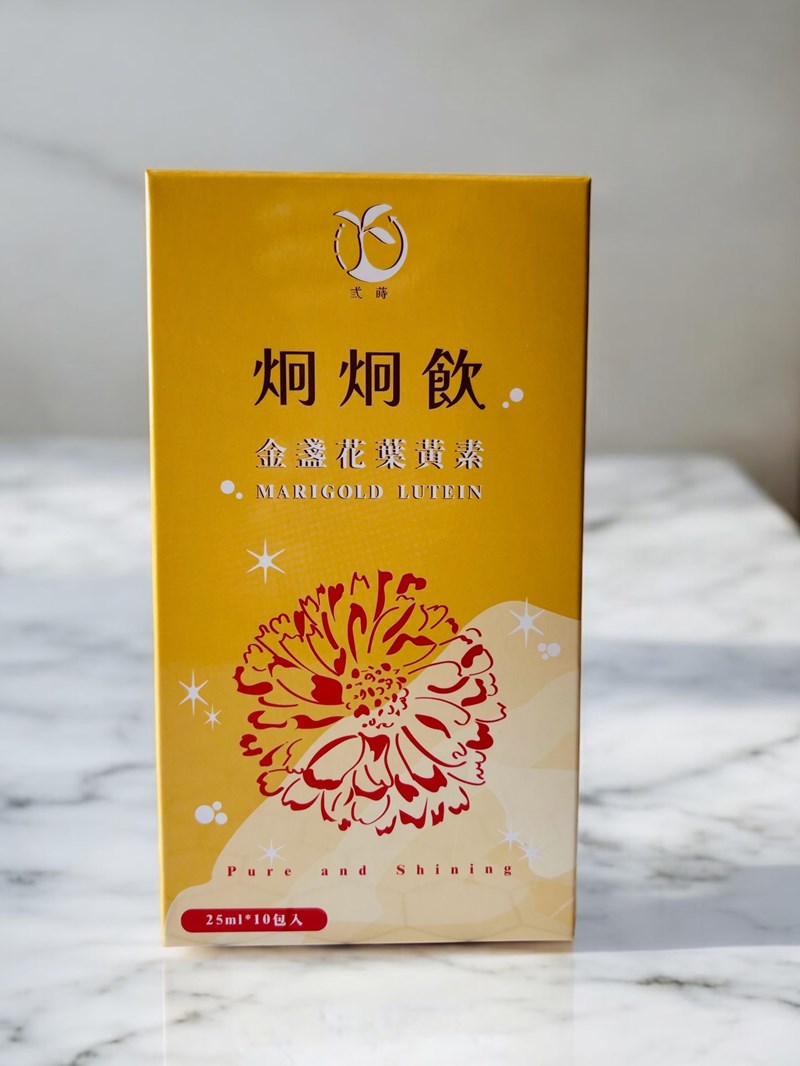 弎蒔
炯炯飲
金盞花葉黃素
MARIGOLD LUTEIN
Pure and Shining
25ml*10包入